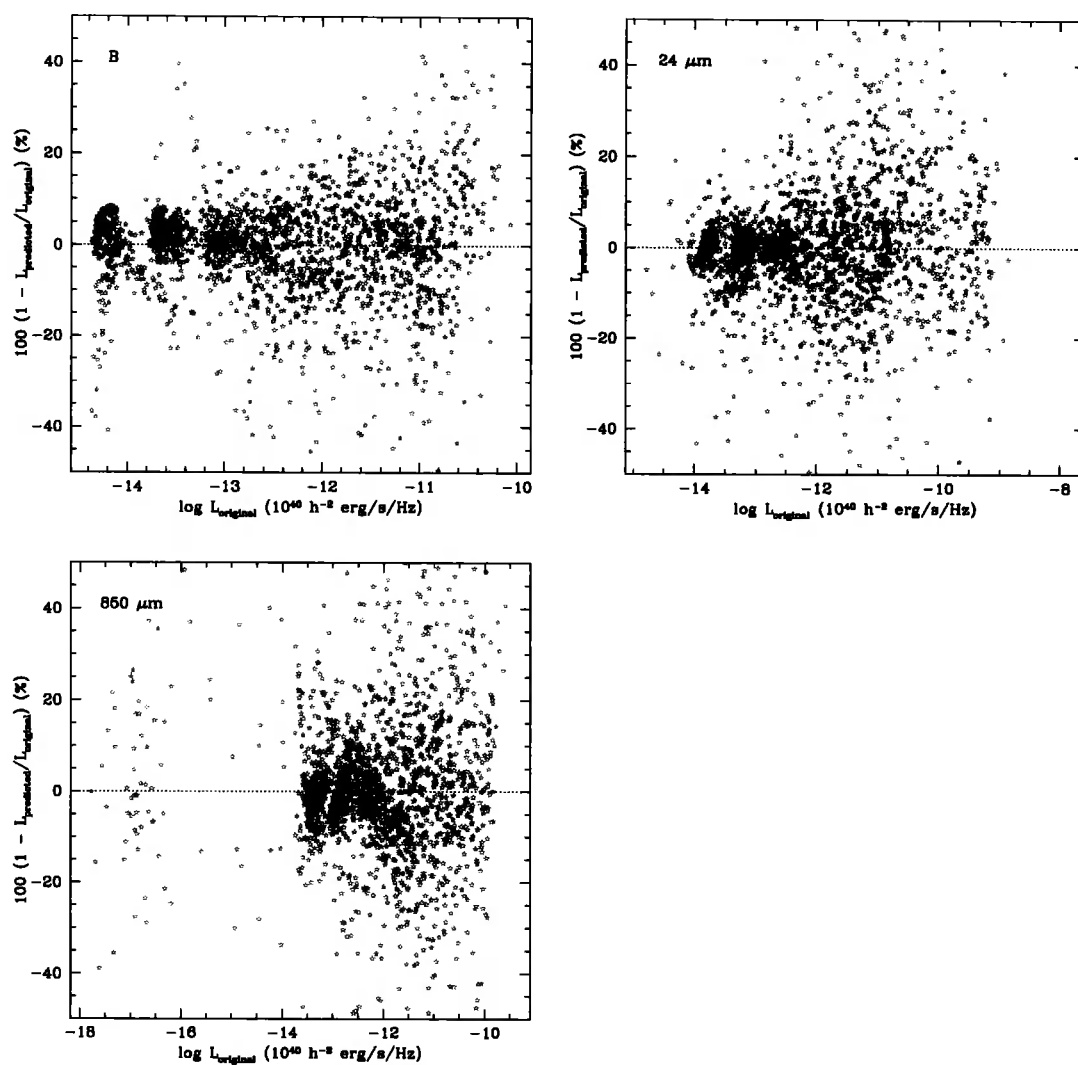 B
40
20
0
−20
−40
100 (1 − L_predicted/L_original) (%)
−14 −13 −12 −11 −10
log L_original (10^40 h^-2 erg/s/Hz)
24 μm
40
20
0
−20
−40
100 (1 − L_predicted/L_original) (%)
−14 −12 −10 −8
log L_original (10^40 h^-2 erg/s/Hz)
850 μm
40
20
0
−20
−40
100 (1 − L_predicted/L_original) (%)
−18 −16 −14 −12 −10
log L_original (10^40 h^-2 erg/s/Hz)